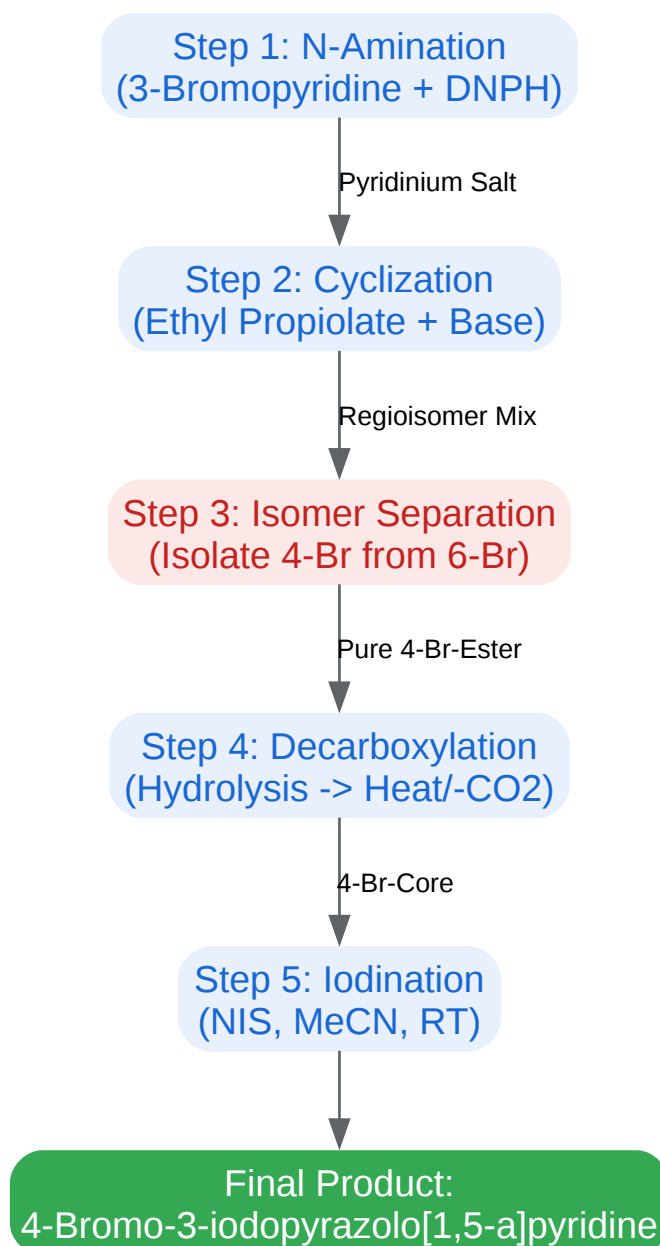 Step 1: N-Amination
(3-Bromopyridine + DNPH)
Pyridinium Salt
Step 2: Cyclization
(Ethyl Propiolate + Base)
Regioisomer Mix
Step 3: Isomer Separation
(Isolate 4-Br from 6-Br)
Pure 4-Br-Ester
Step 4: Decarboxylation
(Hydrolysis -> Heat/-CO2)
4-Br-Core
Step 5: Iodination
(NIS, MeCN, RT)
Final Product:
4-Bromo-3-iodopyrazolo[1,5-a]pyridine